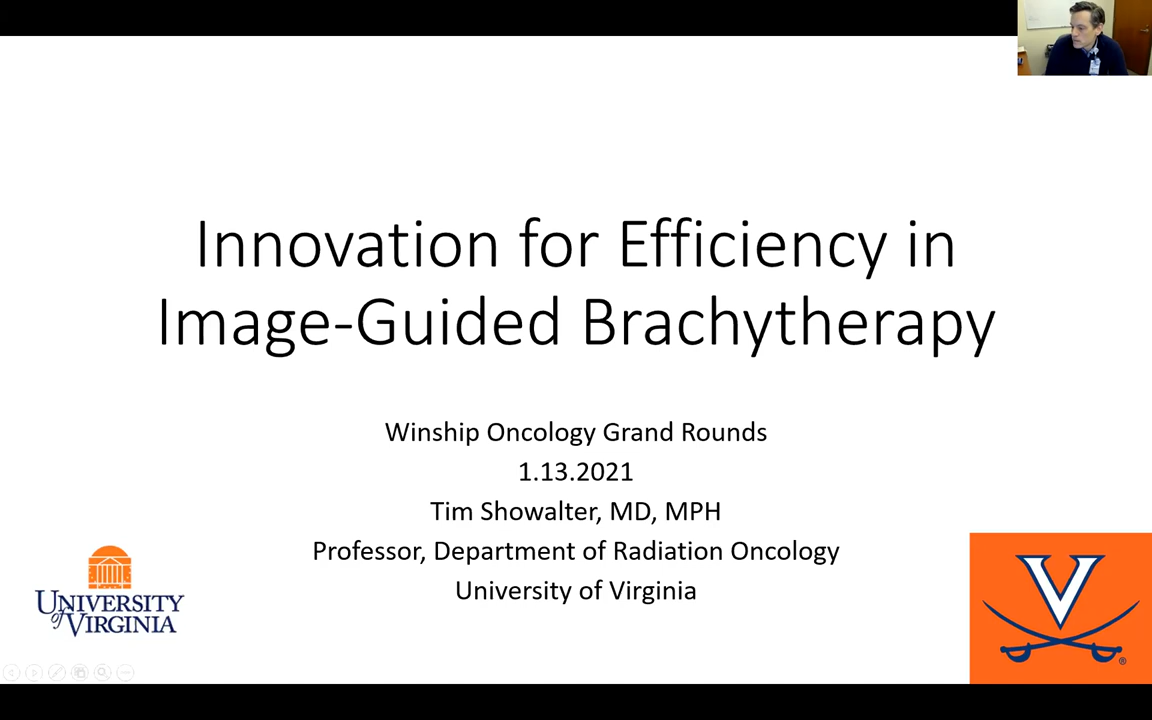 Innovation for Efficiency in
Image-Guided Brachytherapy
Winship Oncology Grand Rounds
1.13.2021
Tim Showalter, MD, MPH
Professor, Department of Radiation Oncology
University of Virginia
UNIVERSITY
of VIRGINIA
V
®